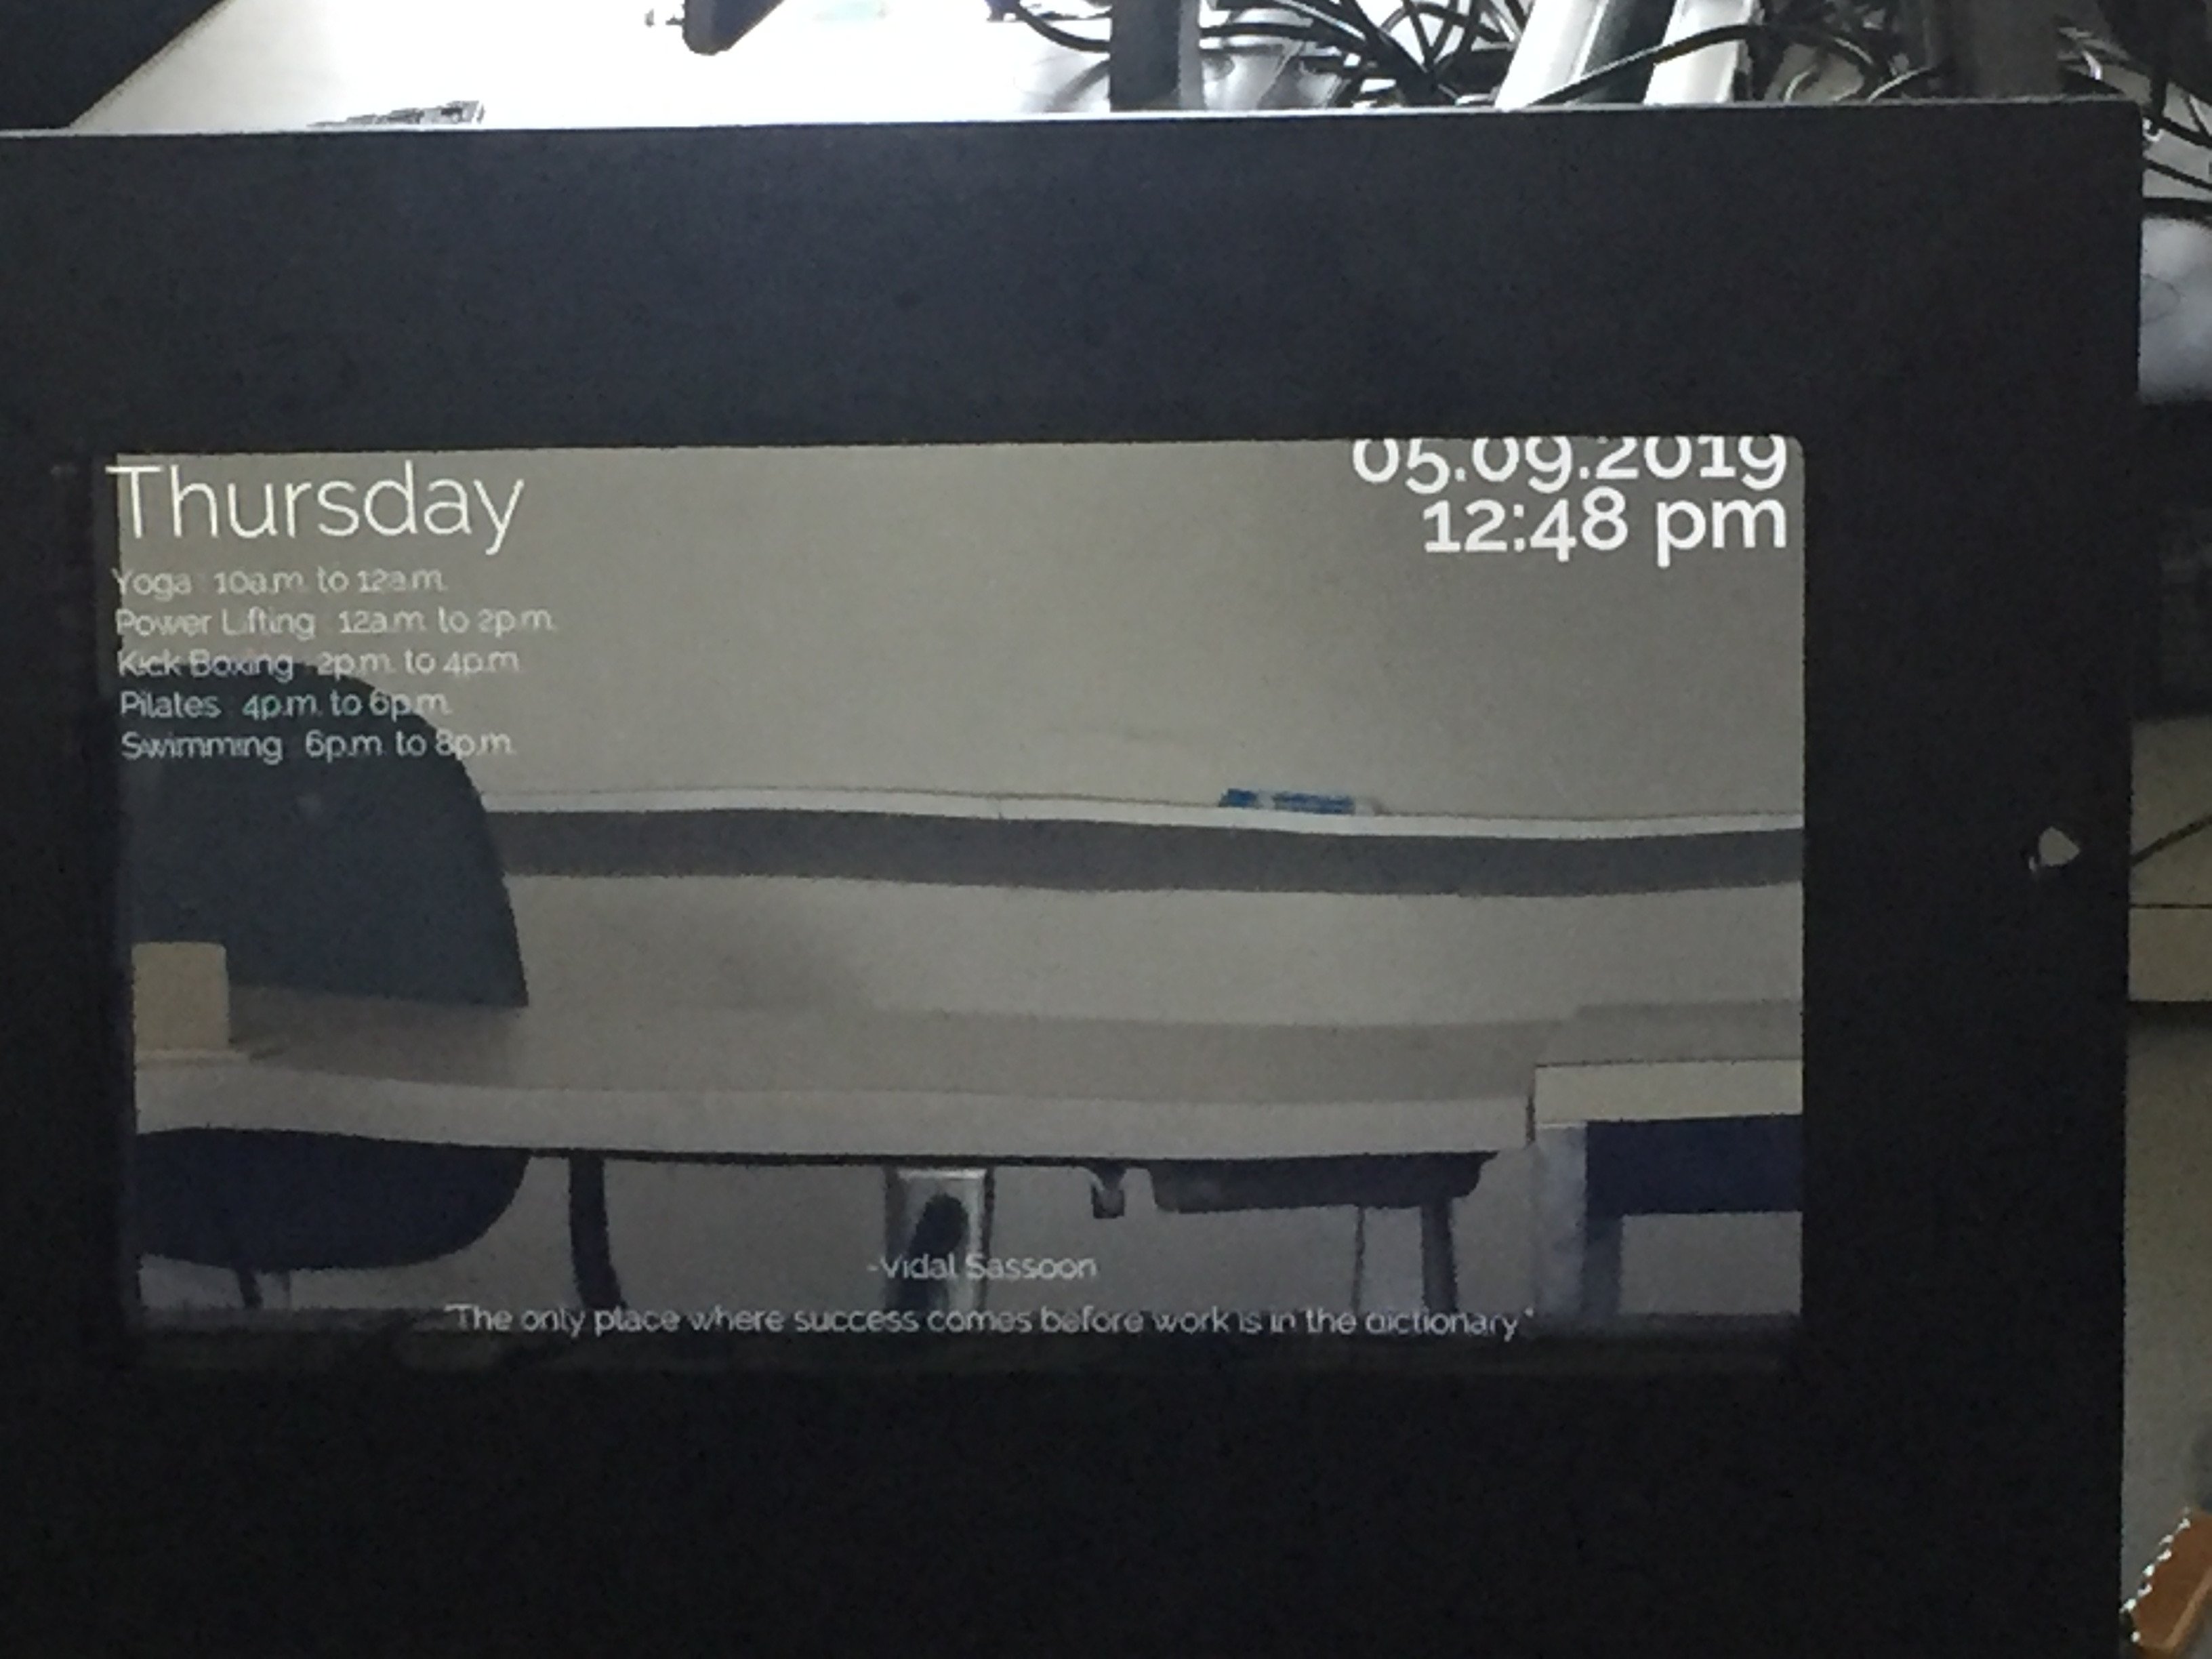 Thursday
Yoga : 10a.m. to 12a.m.
Power Lifting : 12a.m. to 2p.m.
Kick Boxing : 2p.m. to 4p.m.
Pilates : 4p.m. to 6p.m.
Swimming : 6p.m. to 8p.m.
05.09.2019
12:48 pm
-Vidal Sassoon
"The only place where success comes before work is in the dictionary."